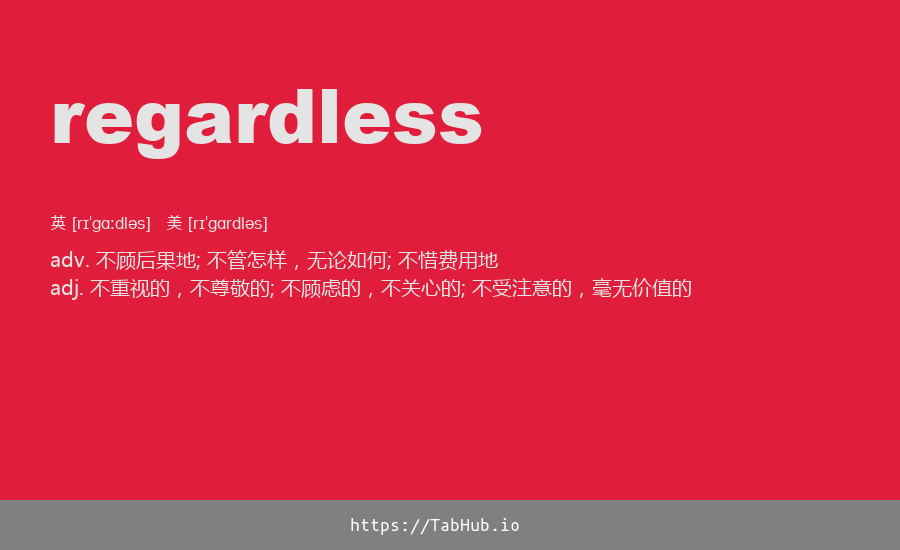 regardless
英 [rɪˈɡɑːdləs] 美 [rɪˈɡɑrdləs]
adv. 不顾后果地; 不管怎样，无论如何; 不惜费用地
adj. 不重视的，不尊敬的; 不顾虑的，不关心的; 不受注意的，毫无价值的
https://TabHub.io